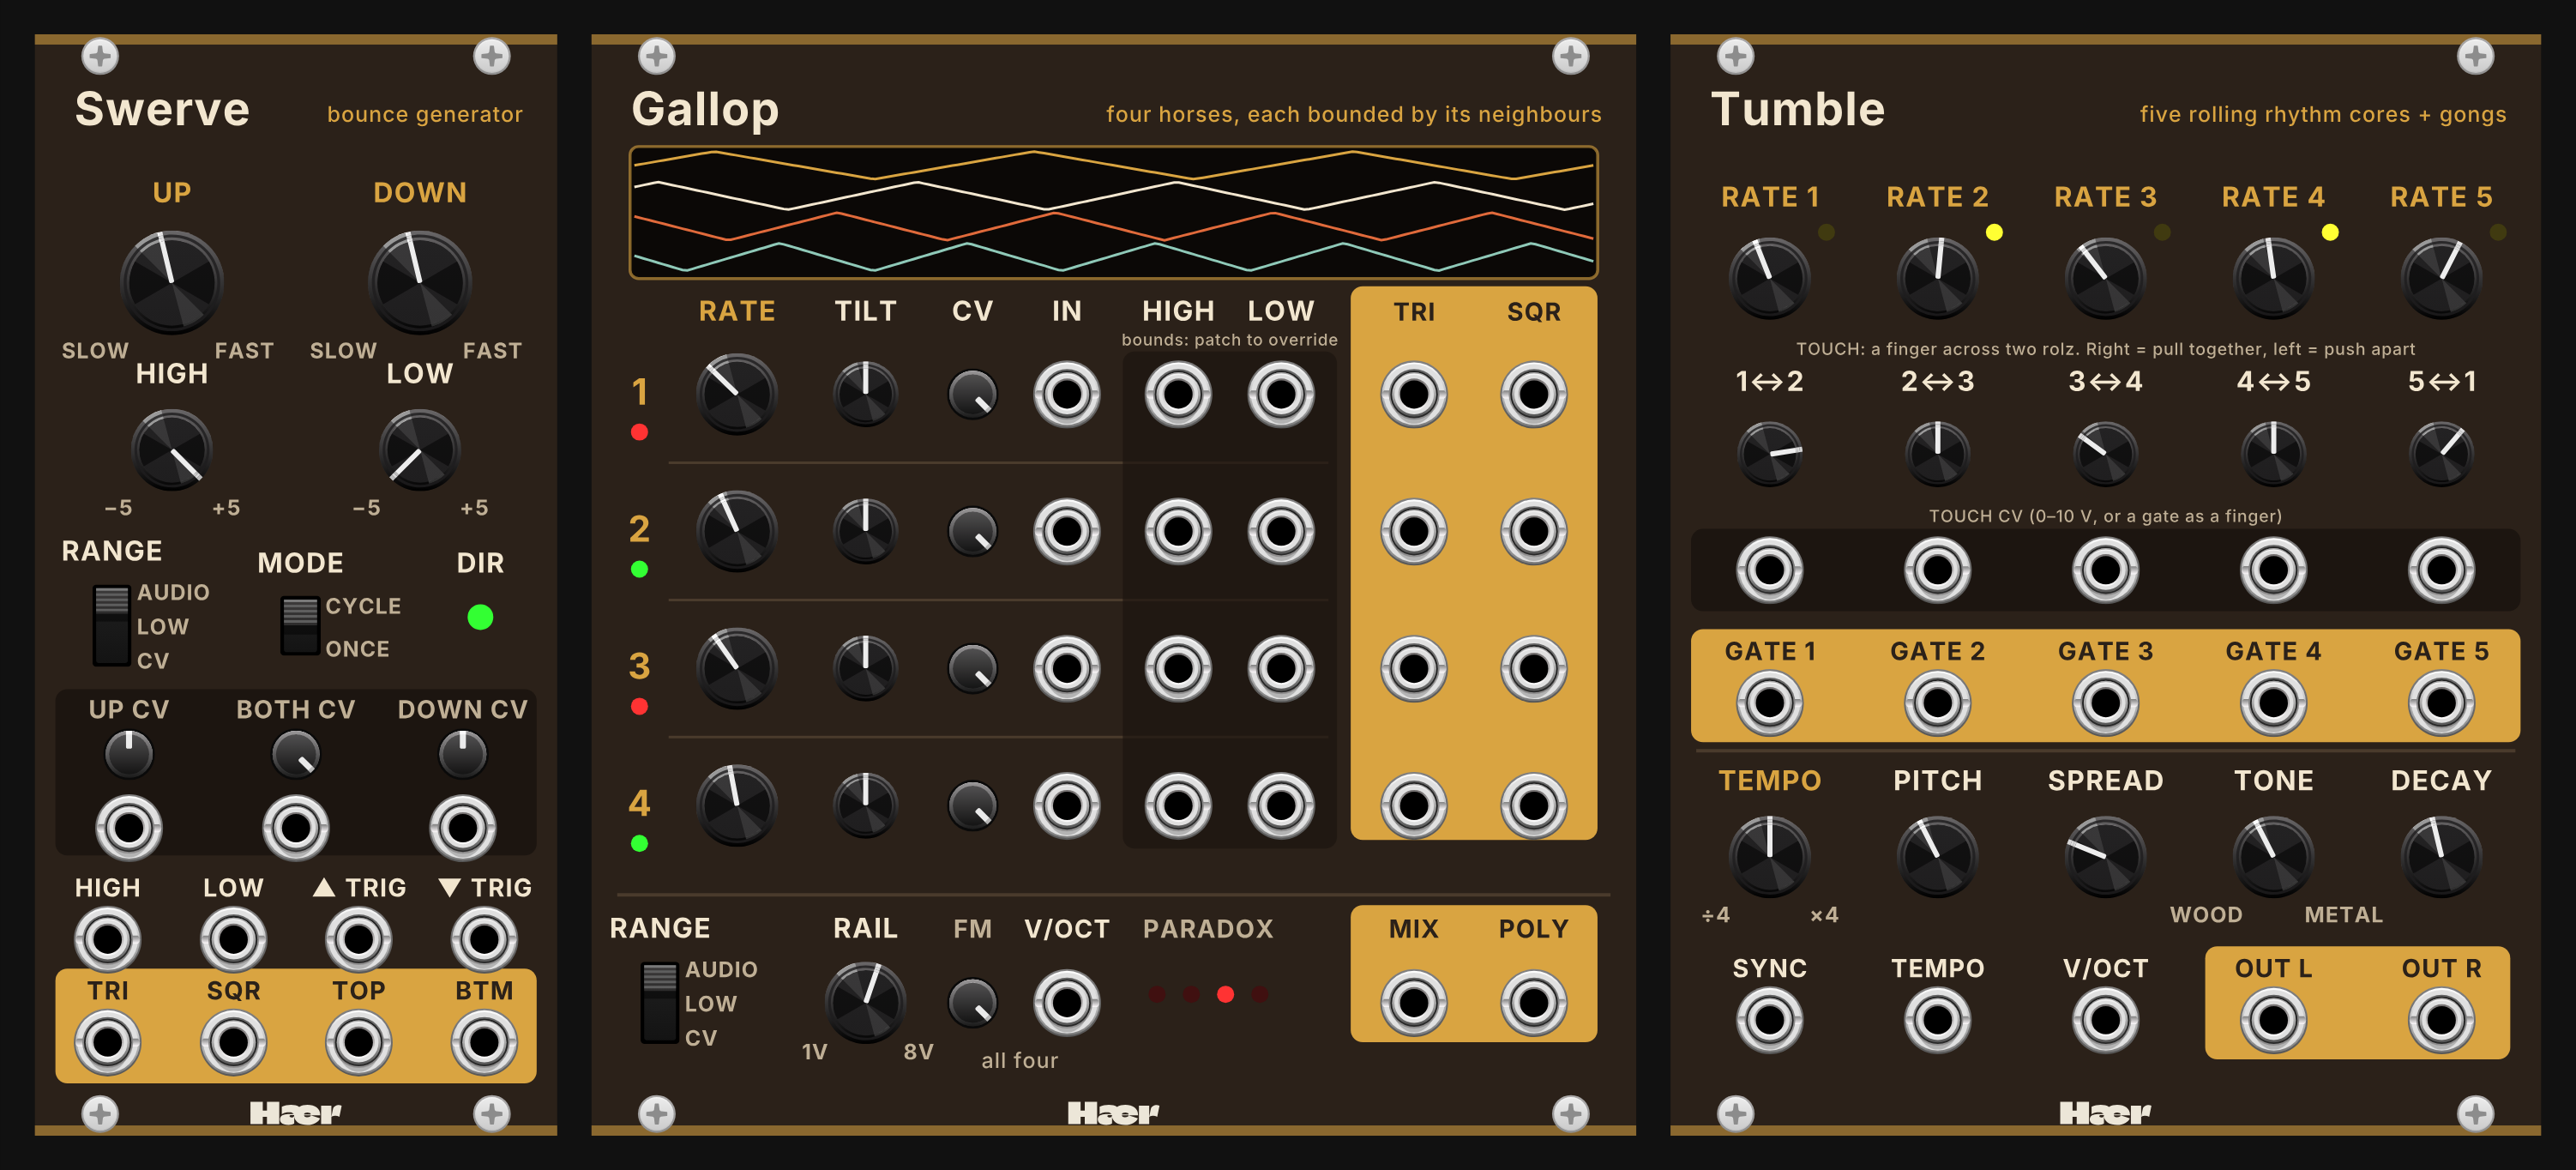 Swerve bounce generator
UP DOWN
SLOW FAST SLOW FAST
HIGH LOW
−5 +5 −5 +5
RANGE MODE DIR
AUDIO CYCLE
LOW
ONCE
CV
UP CV BOTH CV DOWN CV
HIGH LOW ▲ TRIG ▼ TRIG
TRI SQR TOP BTM
Hær
Gallop four horses, each bounded by its neighbours
RATE TILT CV IN HIGH LOW TRI SQR
bounds: patch to override
1
2
3
4
RANGE RAIL FM V/OCT PARADOX MIX POLY
AUDIO
LOW
CV
1V 8V
all four
Hær
Tumble five rolling rhythm cores + gongs
RATE 1 RATE 2 RATE 3 RATE 4 RATE 5
TOUCH: a finger across two rolz. Right = pull together, left = push apart
1↔2 2↔3 3↔4 4↔5 5↔1
TOUCH CV (0–10 V, or a gate as a finger)
GATE 1 GATE 2 GATE 3 GATE 4 GATE 5
TEMPO PITCH SPREAD TONE DECAY
÷4 ×4 WOOD METAL
SYNC TEMPO V/OCT OUT L OUT R
Hær